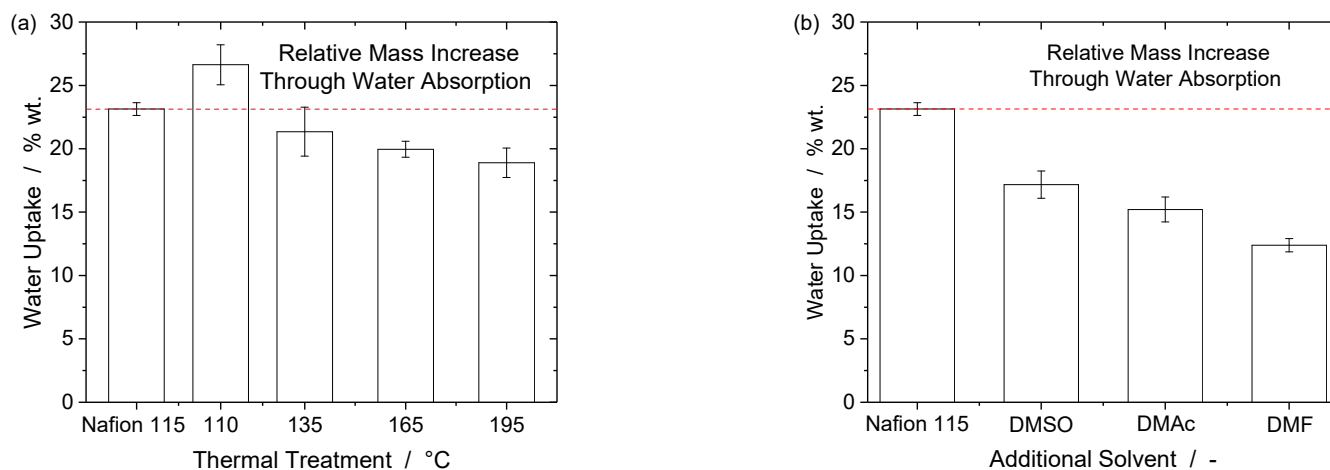 (a)
30
25
20
15
10
5
0
Water Uptake / % wt.
Relative Mass Increase
Through Water Absorption
Nafion 115 110 135 165 195
Thermal Treatment / °C
(b)
30
25
20
15
10
5
0
Water Uptake / % wt.
Relative Mass Increase
Through Water Absorption
Nafion 115 DMSO DMAc DMF
Additional Solvent / -